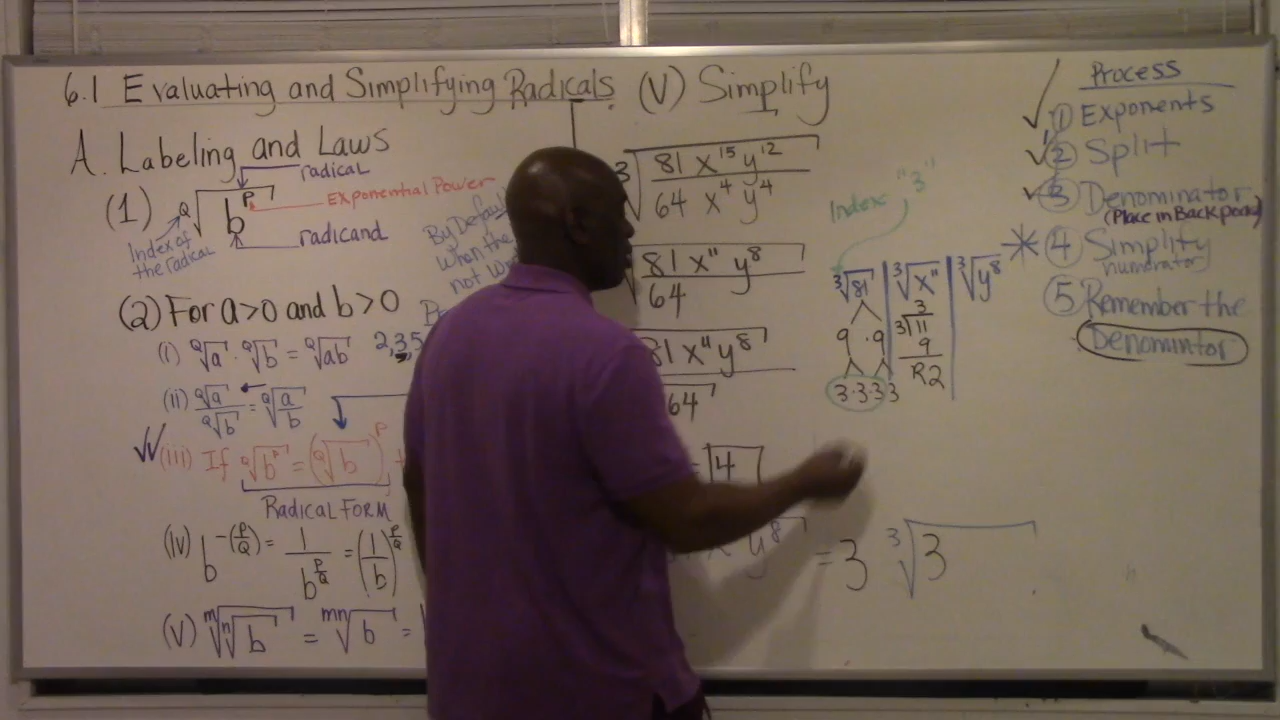 6.1 Evaluating and Simplifying Radicals
A. Labeling and Laws
(1) Q√b^P
radical
Exponential Power
radicand
Index of
the radical
By Default
When the
not
(2) For a>0 and b>0
(i) Q√a · Q√b = Q√ab
2,3,5
(ii) Q√a / Q√b = Q√(a/b)
(iii) If Q√b^P = (Q√b)^P
Radical Form
(iv) b^-(P/Q) = 1/b^(P/Q) = (1/b)^(P/Q)
(V) m√n√b = mn√b =
(V) Simplify
3√(81 x^15 y^12 / 64 x^4 y^4)
81 x^11 y^8 / 64
81 x^11 y^8
64
= 4
y^8
= 3 3√3
Index "3"
3√81 | 3√x^11 | 3√y^8
9 · 9
3·3·3 3
3
3√11
9
R2
Process
① Exponents
② Split
③ Denominator
(Place in Back pocket)
④ Simplify
numerator
⑤ Remember the
Denomintor